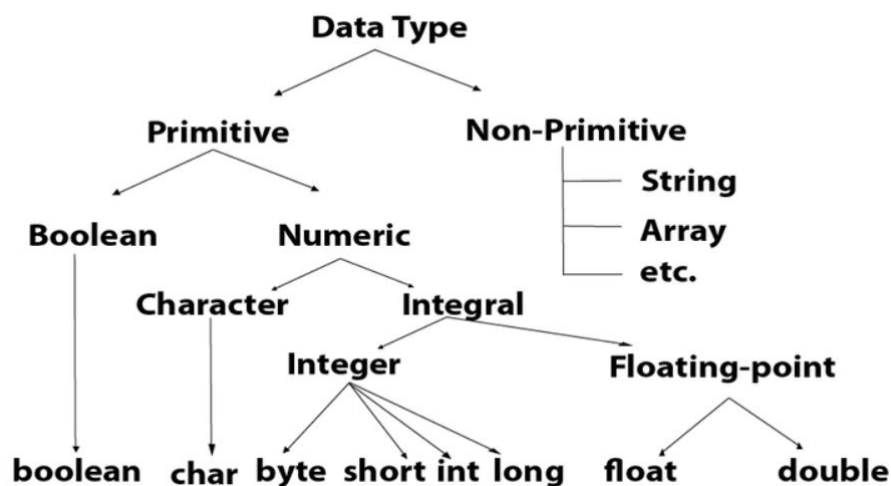 Data Type
Primitive
Non-Primitive
String
Array
etc.
Boolean
Numeric
Character
Integral
Integer
Floating-point
boolean
char
byte
short
int
long
float
double